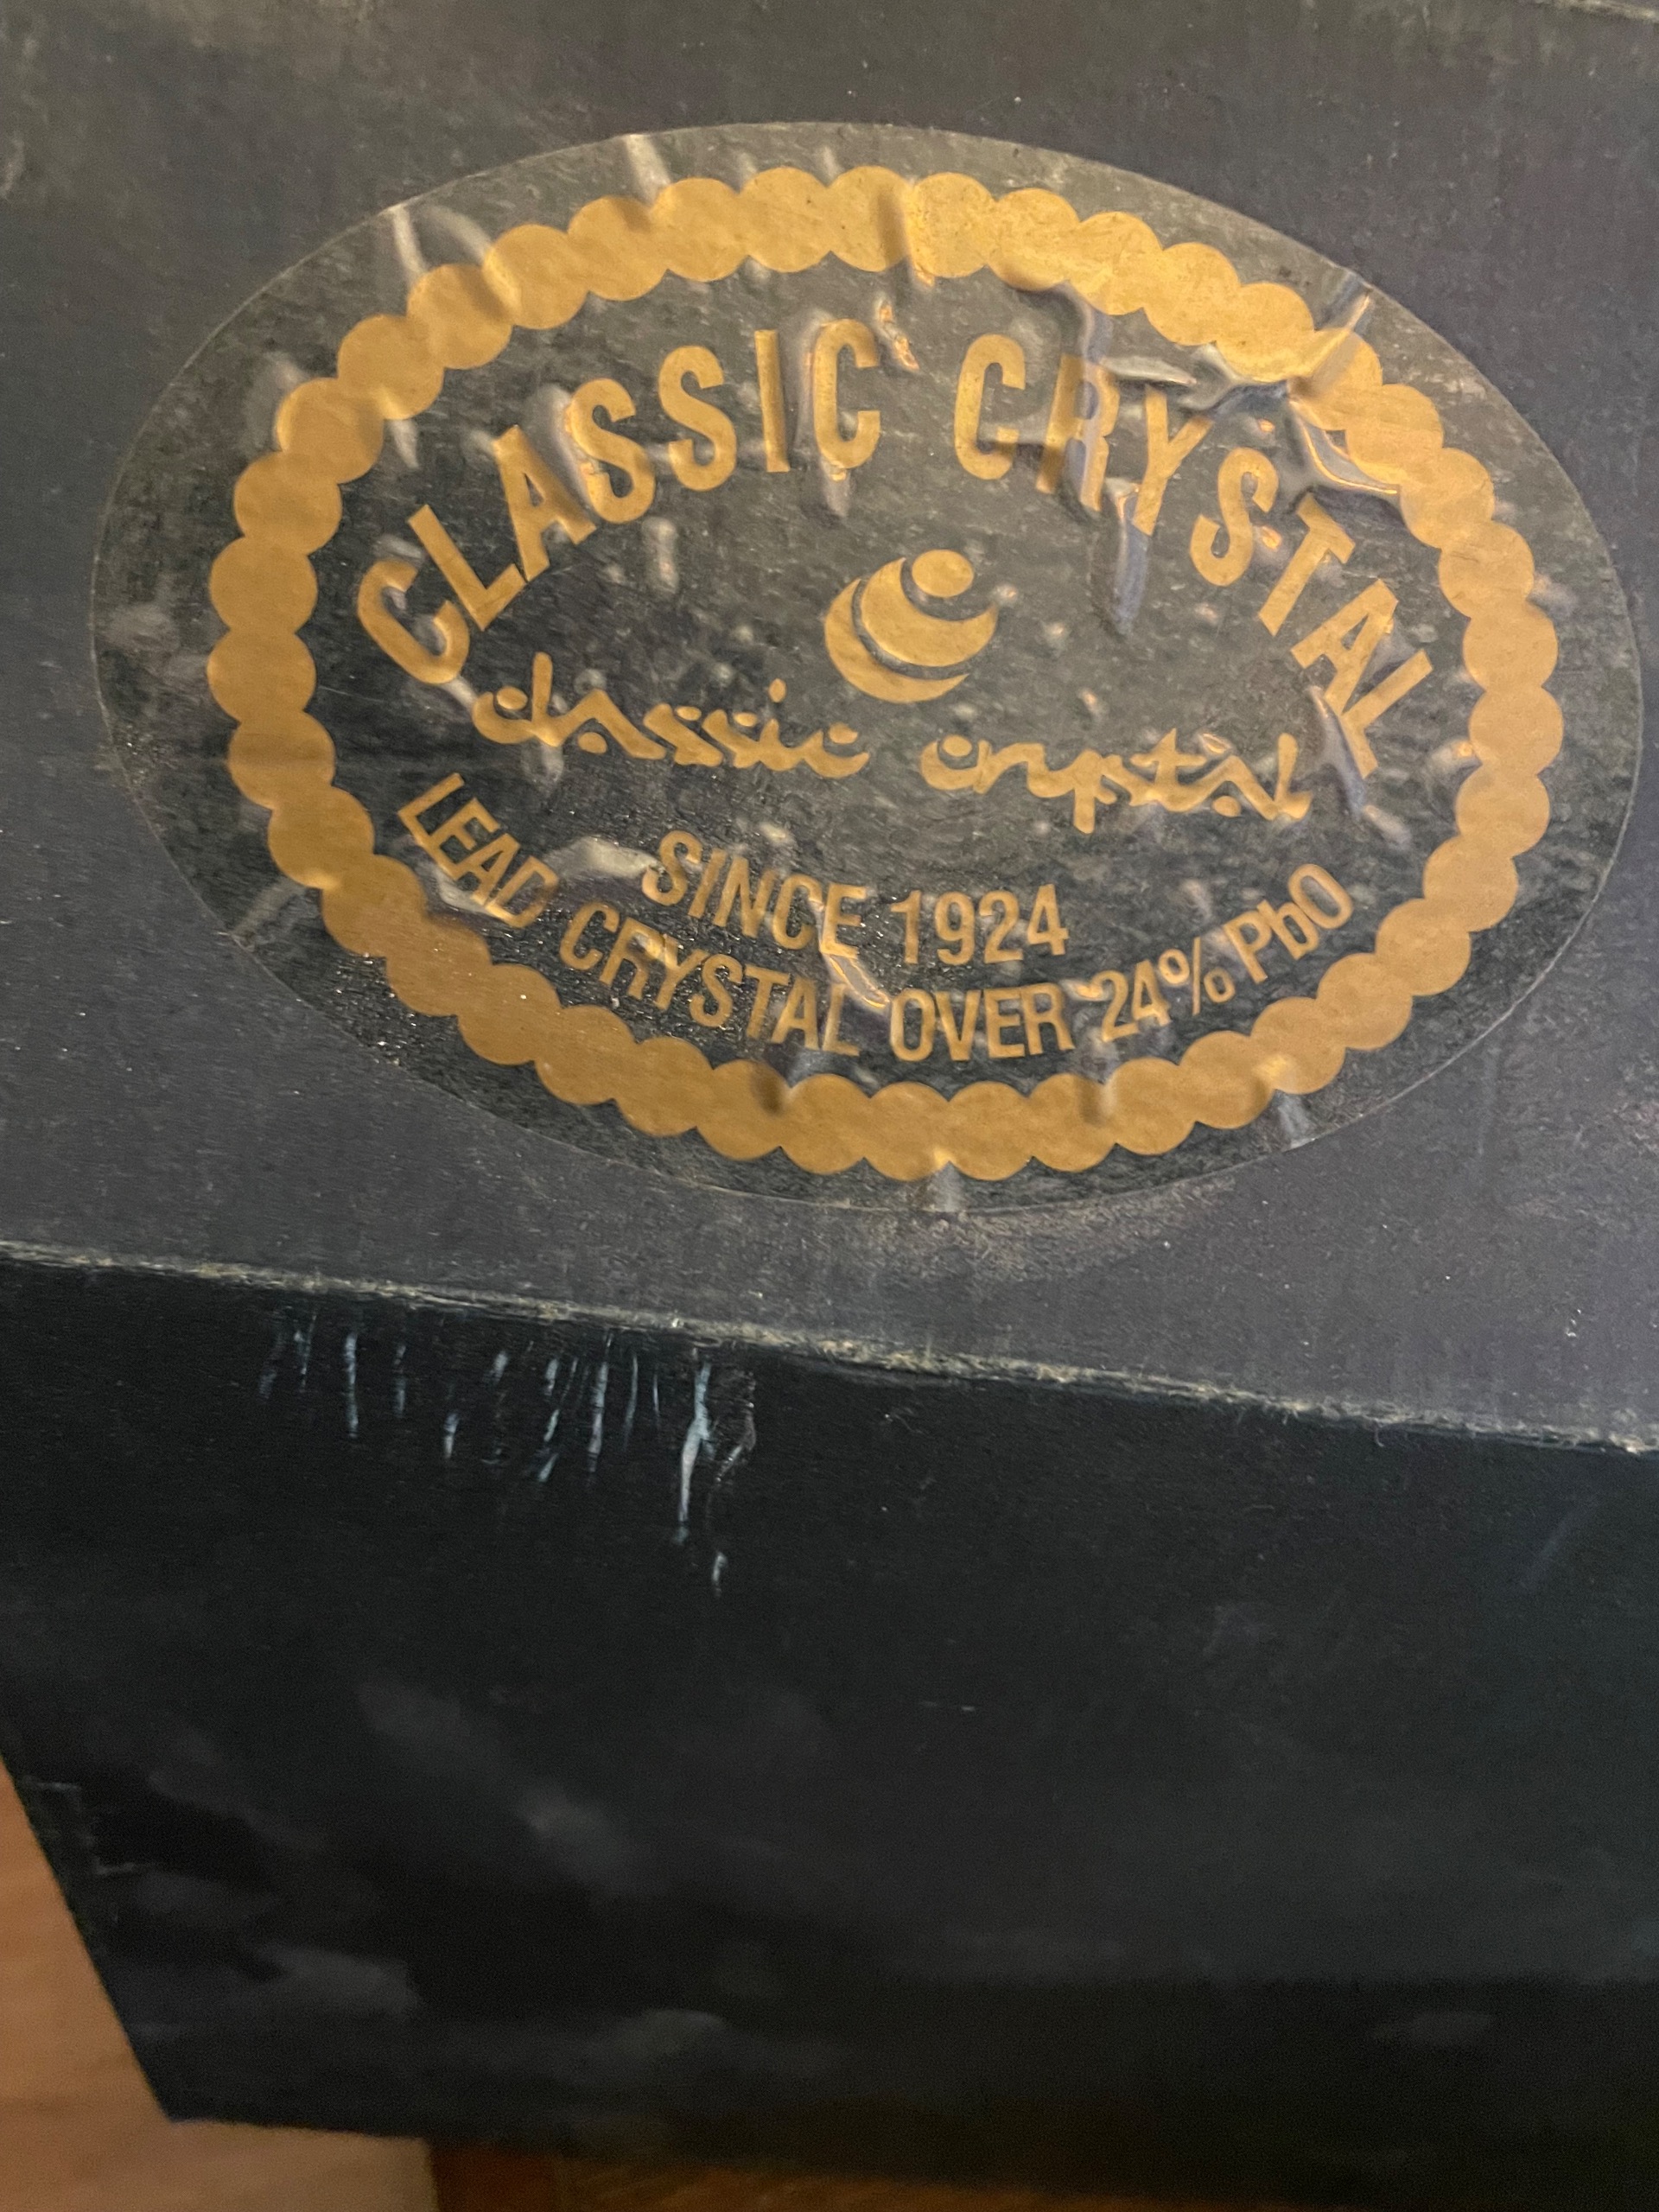 CLASSIC CRYSTAL
classic crystal
SINCE 1924
LEAD CRYSTAL OVER 24% PbO